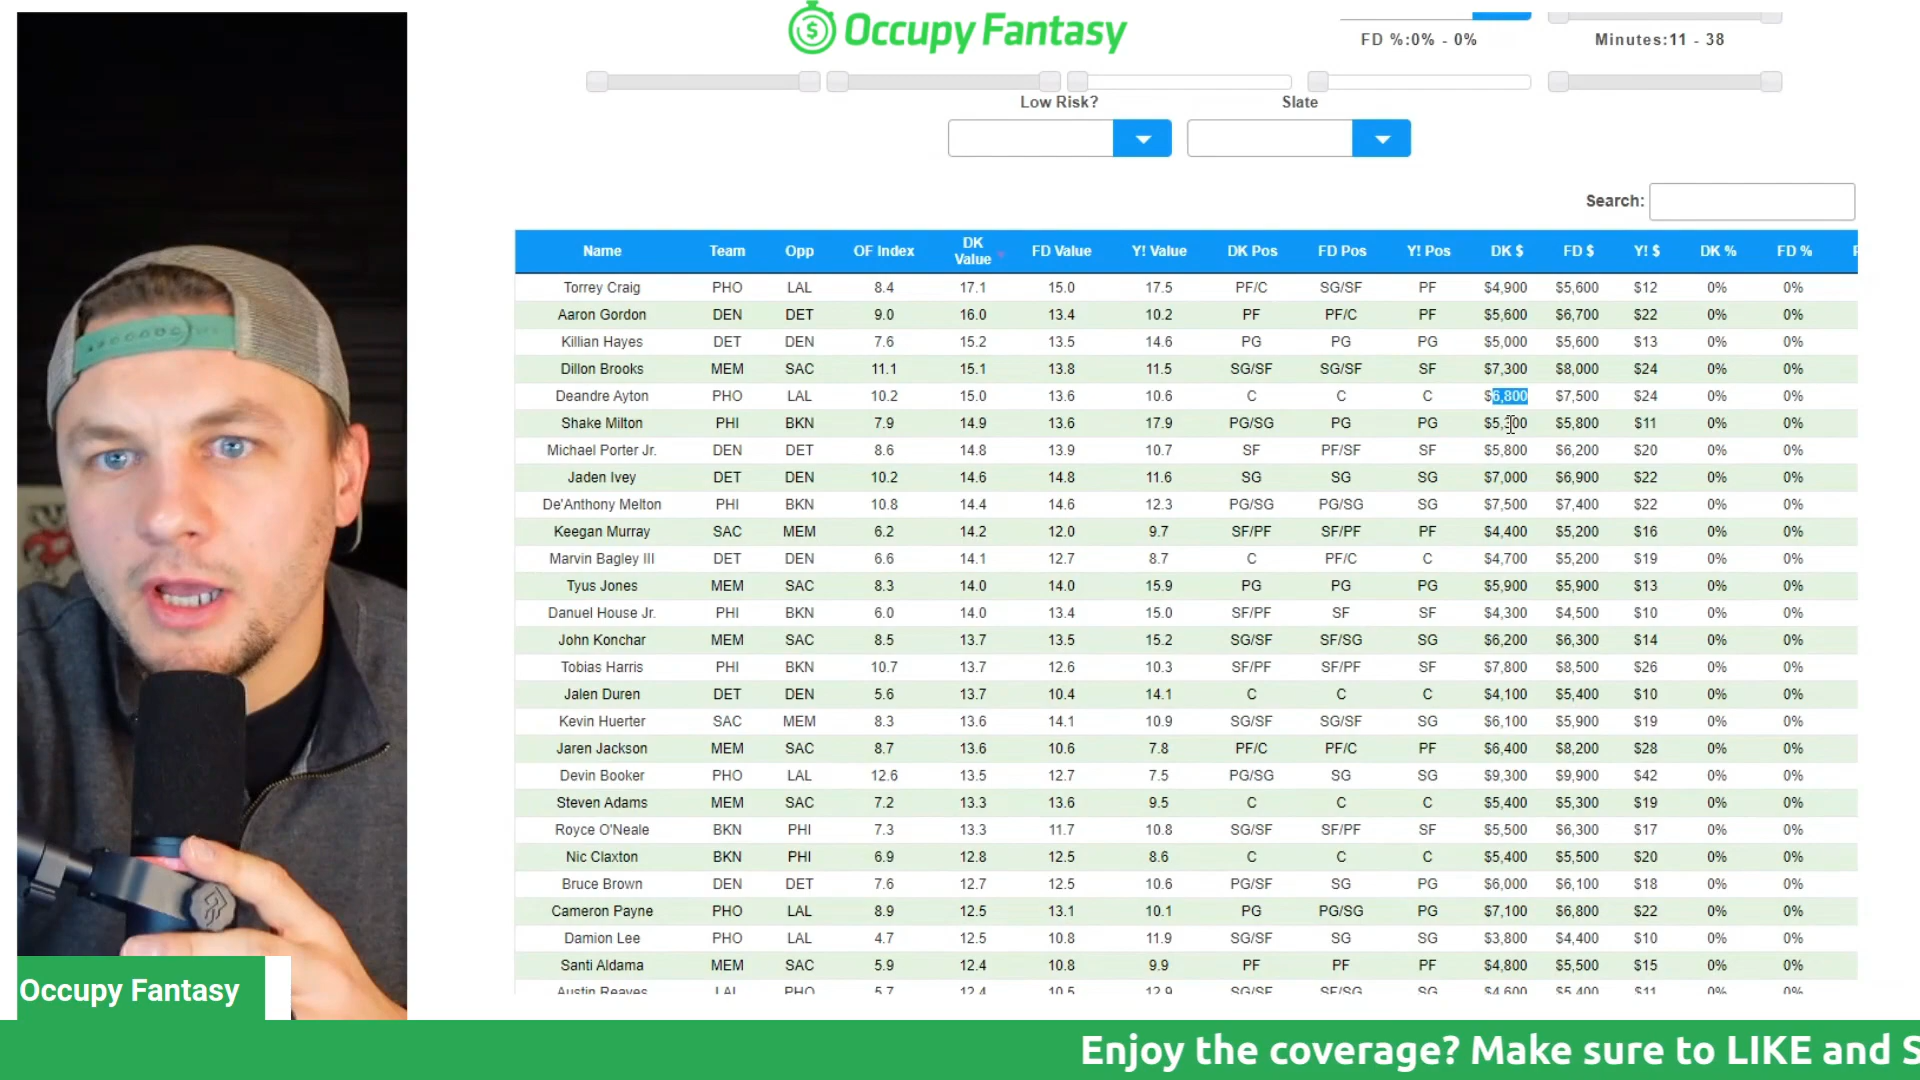 Occupy Fantasy
FD %:0% - 0%
Minutes:11 - 38
Low Risk?
Slate
Search:
Name Team Opp OF Index DK Value FD Value Y! Value DK Pos FD Pos Y! Pos DK $ FD $ Y! $ DK % FD %
Torrey Craig PHO LAL 8.4 17.1 15.0 17.5 PF/C SG/SF PF $4,900 $5,600 $12 0% 0%
Aaron Gordon DEN DET 9.0 16.0 13.4 10.2 PF PF/C PF $5,600 $6,700 $22 0% 0%
Killian Hayes DET DEN 7.6 15.2 13.5 14.6 PG PG PG $5,000 $5,600 $13 0% 0%
Dillon Brooks MEM SAC 11.1 15.1 13.8 11.5 SG/SF SG/SF SF $7,300 $8,000 $24 0% 0%
Deandre Ayton PHO LAL 10.2 15.0 13.6 10.6 C C C $6,800 $7,500 $24 0% 0%
Shake Milton PHI BKN 7.9 14.9 13.6 17.9 PG/SG PG PG $5,300 $5,800 $11 0% 0%
Michael Porter Jr. DEN DET 8.6 14.8 13.9 10.7 SF PF/SF SF $5,800 $6,200 $20 0% 0%
Jaden Ivey DET DEN 10.2 14.6 14.8 11.6 SG SG SG $7,000 $6,900 $22 0% 0%
De'Anthony Melton PHI BKN 10.8 14.4 14.6 12.3 PG/SG PG/SG SG $7,500 $7,400 $22 0% 0%
Keegan Murray SAC MEM 6.2 14.2 12.0 9.7 SF/PF SF/PF PF $4,400 $5,200 $16 0% 0%
Marvin Bagley III DET DEN 6.6 14.1 12.7 8.7 C PF/C C $4,700 $5,200 $19 0% 0%
Tyus Jones MEM SAC 8.3 14.0 14.0 15.9 PG PG PG $5,900 $5,900 $13 0% 0%
Danuel House Jr. PHI BKN 6.0 14.0 13.4 15.0 SF/PF SF SF $4,300 $4,500 $10 0% 0%
John Konchar MEM SAC 8.5 13.7 13.5 15.2 SG/SF SF/SG SG $6,200 $6,300 $14 0% 0%
Tobias Harris PHI BKN 10.7 13.7 12.6 10.3 SF/PF SF/PF SF $7,800 $8,500 $26 0% 0%
Jalen Duren DET DEN 5.6 13.7 10.4 14.1 C C C $4,100 $5,400 $10 0% 0%
Kevin Huerter SAC MEM 8.3 13.6 14.1 10.9 SG/SF SG/SF SG $6,100 $5,900 $19 0% 0%
Jaren Jackson MEM SAC 8.7 13.6 10.6 7.8 PF/C PF/C PF $6,400 $8,200 $28 0% 0%
Devin Booker PHO LAL 12.6 13.5 12.7 7.5 PG/SG SG SG $9,300 $9,900 $42 0% 0%
Steven Adams MEM SAC 7.2 13.3 13.6 9.5 C C C $5,400 $5,300 $19 0% 0%
Royce O'Neale BKN PHI 7.3 13.3 11.7 10.8 SG/SF SF/PF SF $5,500 $6,300 $17 0% 0%
Nic Claxton BKN PHI 6.9 12.8 12.5 8.6 C C C $5,400 $5,500 $20 0% 0%
Bruce Brown DEN DET 7.6 12.7 12.5 10.6 PG/SF SG PG $6,000 $6,100 $18 0% 0%
Cameron Payne PHO LAL 8.9 12.5 13.1 10.1 PG PG/SG PG $7,100 $6,800 $22 0% 0%
Damion Lee PHO LAL 4.7 12.5 10.8 11.9 SG/SF SG SG $3,800 $4,400 $10 0% 0%
Santi Aldama MEM SAC 5.9 12.4 10.8 9.9 PF PF PF $4,800 $5,500 $15 0% 0%
Austin Reaves LAL PHO 5.7 12.4 10.5 12.9 SG/SF SF/SG SG $4,600 $5,400 $11 0% 0%
Occupy Fantasy
Enjoy the coverage? Make sure to LIKE and S